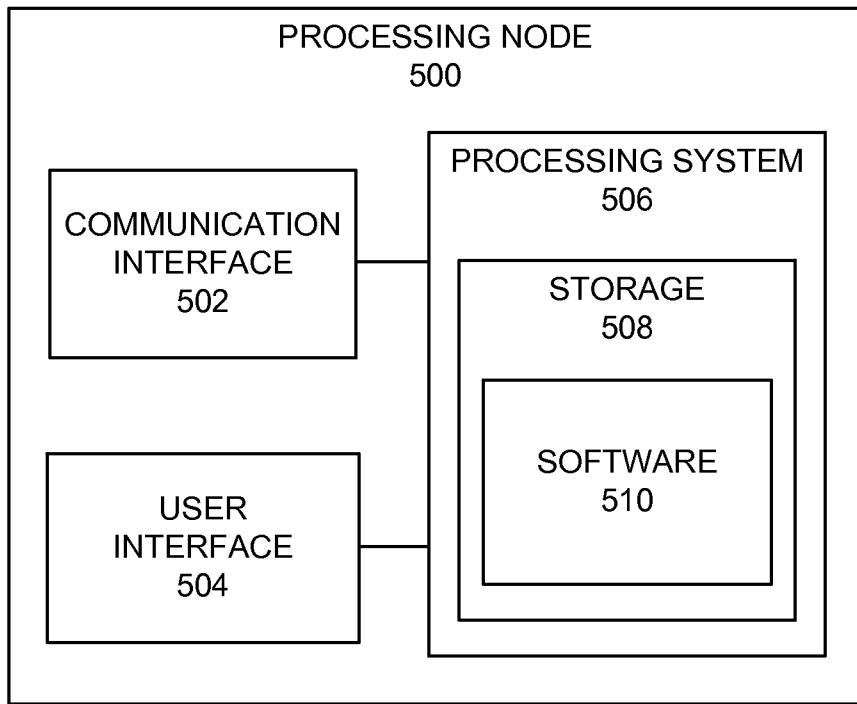 PROCESSING NODE
500
COMMUNICATION
INTERFACE
502
USER
INTERFACE
504
PROCESSING SYSTEM
506
STORAGE
508
SOFTWARE
510